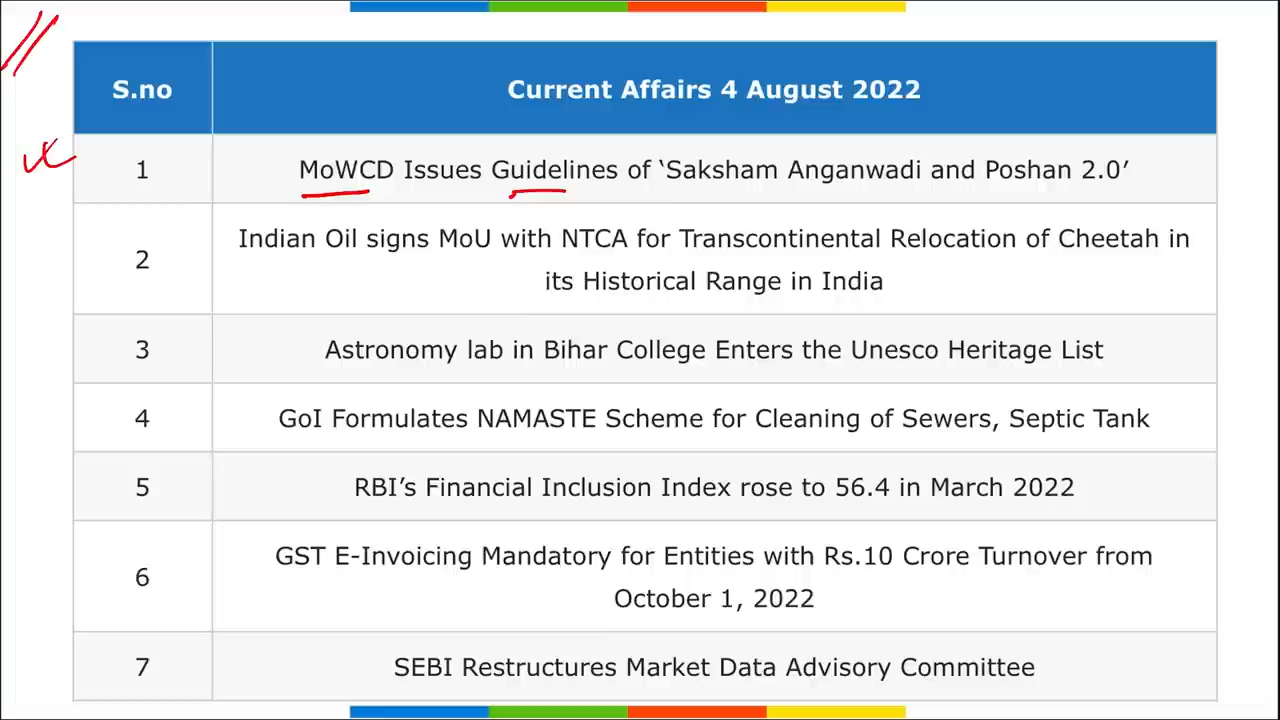 S.no Current Affairs 4 August 2022
1 MoWCD Issues Guidelines of ‘Saksham Anganwadi and Poshan 2.0’
2 Indian Oil signs MoU with NTCA for Transcontinental Relocation of Cheetah in
its Historical Range in India
3 Astronomy lab in Bihar College Enters the Unesco Heritage List
4 GoI Formulates NAMASTE Scheme for Cleaning of Sewers, Septic Tank
5 RBI’s Financial Inclusion Index rose to 56.4 in March 2022
6 GST E-Invoicing Mandatory for Entities with Rs.10 Crore Turnover from
October 1, 2022
7 SEBI Restructures Market Data Advisory Committee